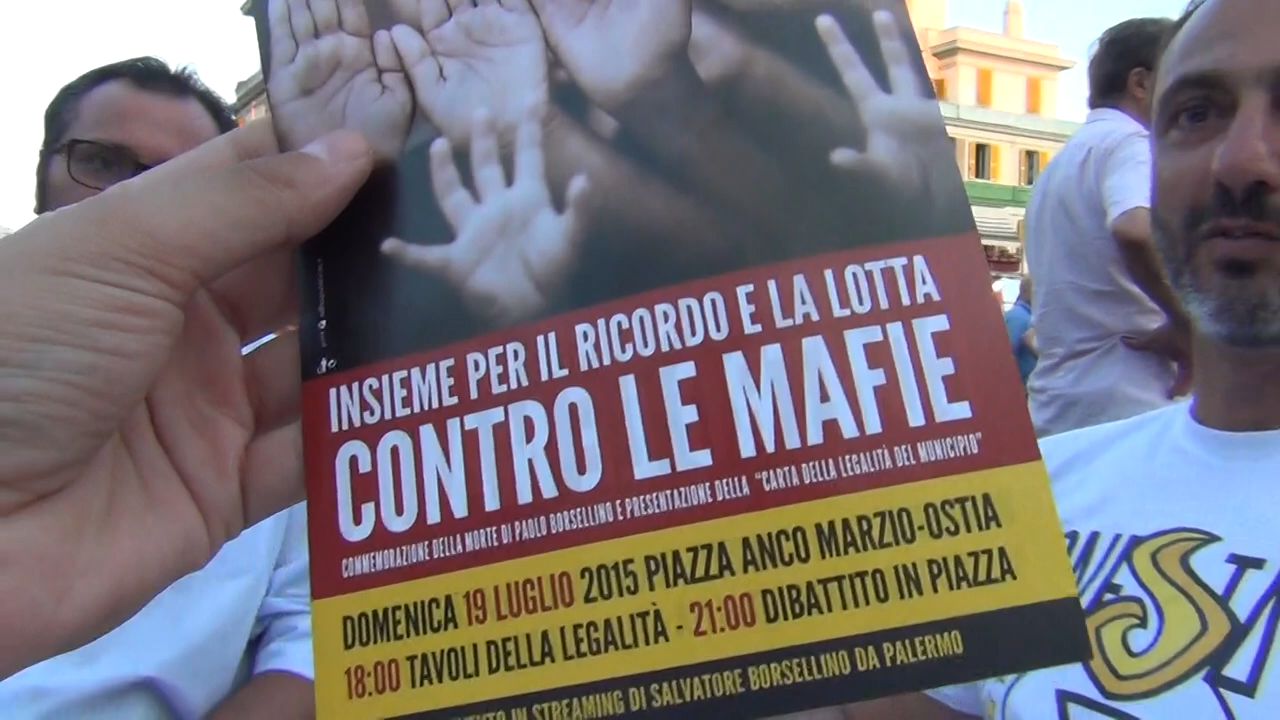 INSIEME PER IL RICORDO E LA LOTTA
CONTRO LE MAFIE
COMMEMORAZIONE DELLA MORTE DI PAOLO BORSELLINO E PRESENTAZIONE DELLA "CARTA DELLA LEGALITÀ DEL MUNICIPIO"
DOMENICA 19 LUGLIO 2015 PIAZZA ANCO MARZIO-OSTIA
18:00 TAVOLI DELLA LEGALITÀ - 21:00 DIBATTITO IN PIAZZA
IN STREAMING DI SALVATORE BORSELLINO DA PALERMO